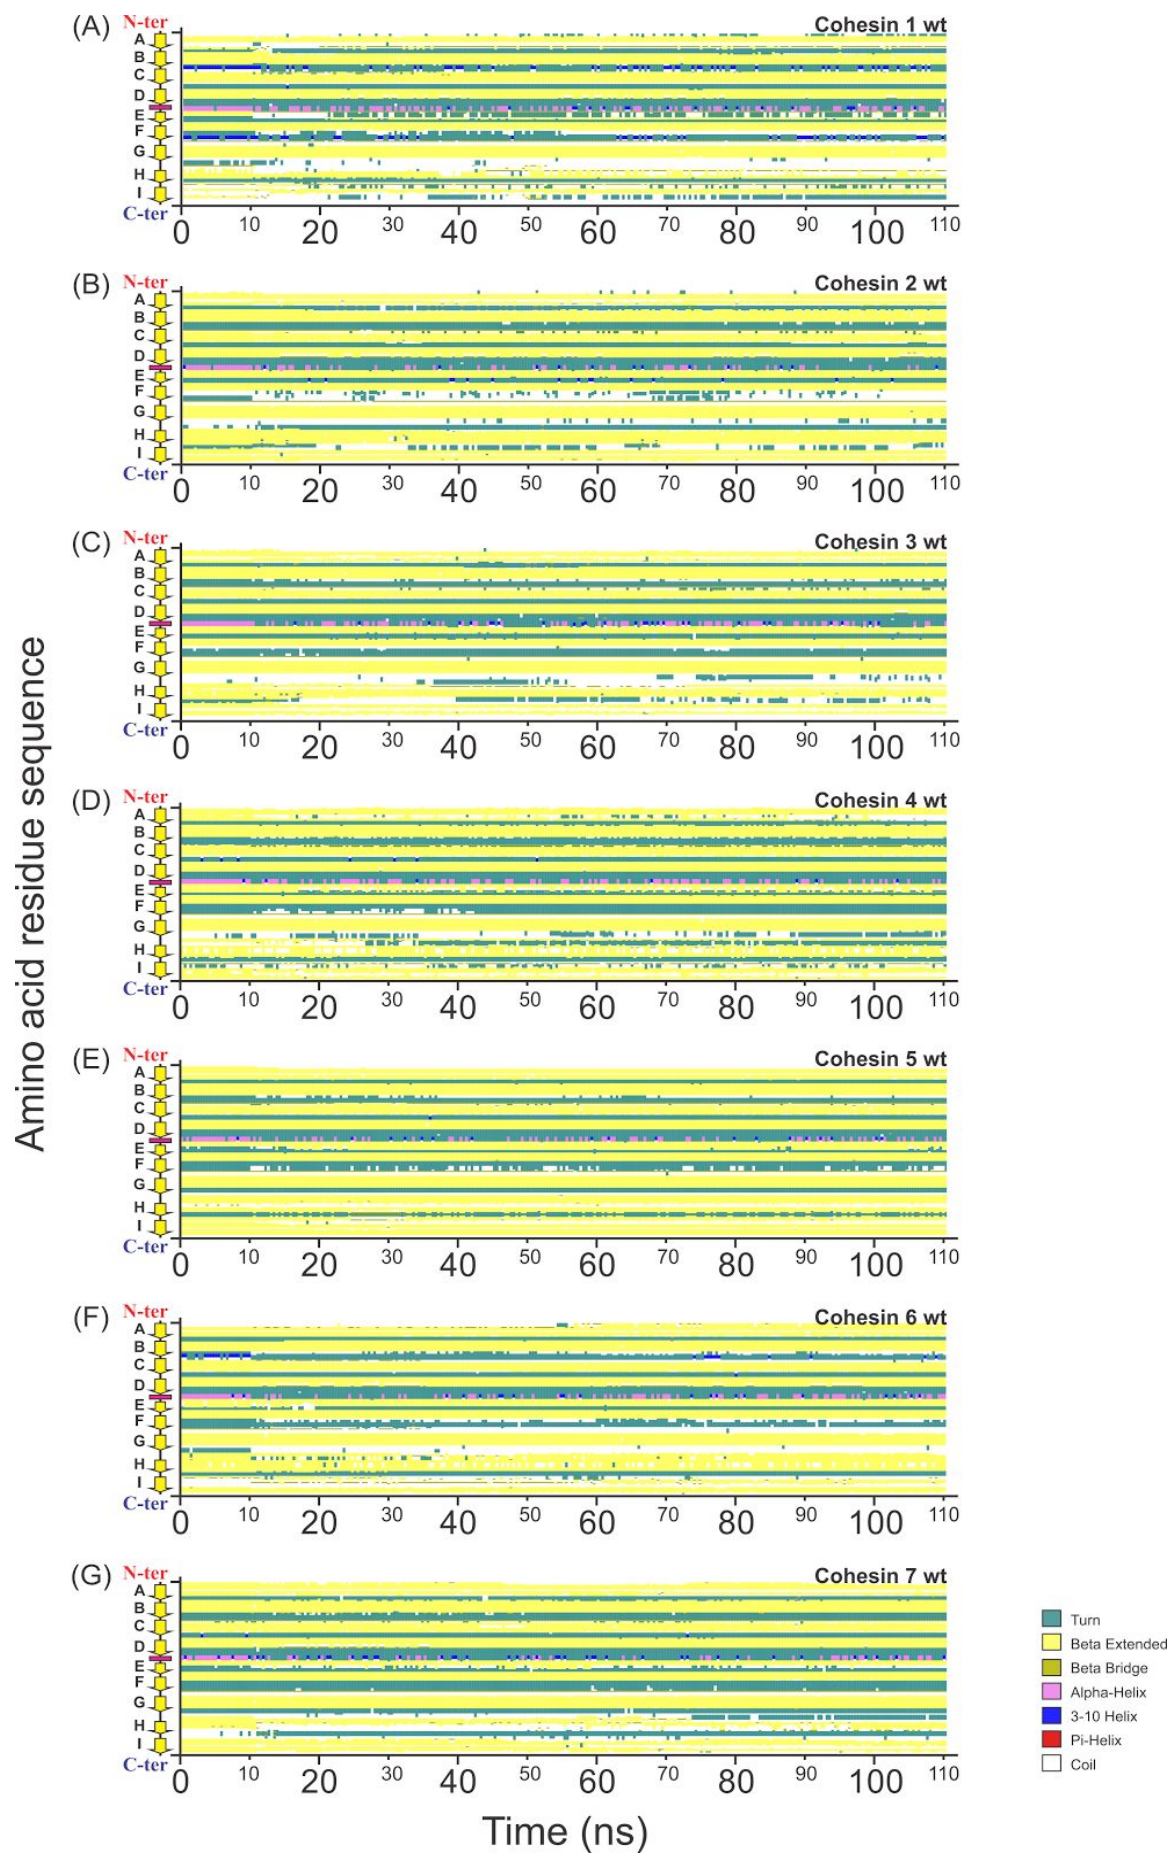 Amino acid residue sequence
(A) N-ter Cohesin 1 wt
A
B
C
D
E
F
G
H
I
C-ter
0 10 20 30 40 50 60 70 80 90 100 110
(B) N-ter Cohesin 2 wt
A
B
C
D
E
F
G
H
I
C-ter
0 10 20 30 40 50 60 70 80 90 100 110
(C) N-ter Cohesin 3 wt
A
B
C
D
E
F
G
H
I
C-ter
0 10 20 30 40 50 60 70 80 90 100 110
(D) N-ter Cohesin 4 wt
A
B
C
D
E
F
G
H
I
C-ter
0 10 20 30 40 50 60 70 80 90 100 110
(E) N-ter Cohesin 5 wt
A
B
C
D
E
F
G
H
I
C-ter
0 10 20 30 40 50 60 70 80 90 100 110
(F) N-ter Cohesin 6 wt
A
B
C
D
E
F
G
H
I
C-ter
0 10 20 30 40 50 60 70 80 90 100 110
(G) N-ter Cohesin 7 wt
A
B
C
D
E
F
G
H
I
C-ter
0 10 20 30 40 50 60 70 80 90 100 110
Time (ns)
Turn
Beta Extended
Beta Bridge
Alpha-Helix
3-10 Helix
Pi-Helix
Coil